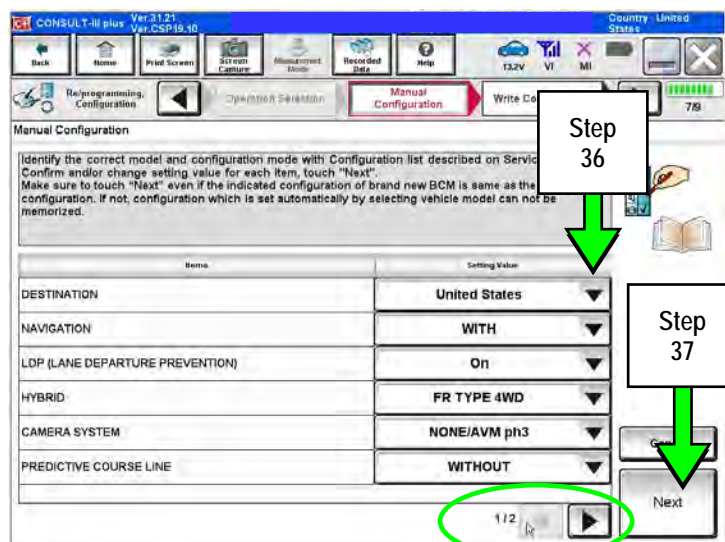 CONSULT-III plus
Ver.31.21
Ver.CSP19.10
Country : United States
Back
Home
Print Screen
Screen Capture
Measurement Mode
Recorded Data
Help
13.2V
VI
MI
Re/programming, Configuration
Operation Selection
Manual Configuration
Write Co
7/9
Manual Configuration
Step
36
Identify the correct model and configuration mode with Configuration list described on Servic
Confirm and/or change setting value for each item, touch "Next".
Make sure to touch "Next" even if the indicated configuration of brand new BCM is same as the
configuration. If not, configuration which is set automatically by selecting vehicle model can not be
memorized.
Items
Setting Value
DESTINATION
United States
NAVIGATION
WITH
LDP (LANE DEPARTURE PREVENTION)
On
HYBRID
FR TYPE 4WD
CAMERA SYSTEM
NONE/AVM ph3
PREDICTIVE COURSE LINE
WITHOUT
Step
37
1/2
Next